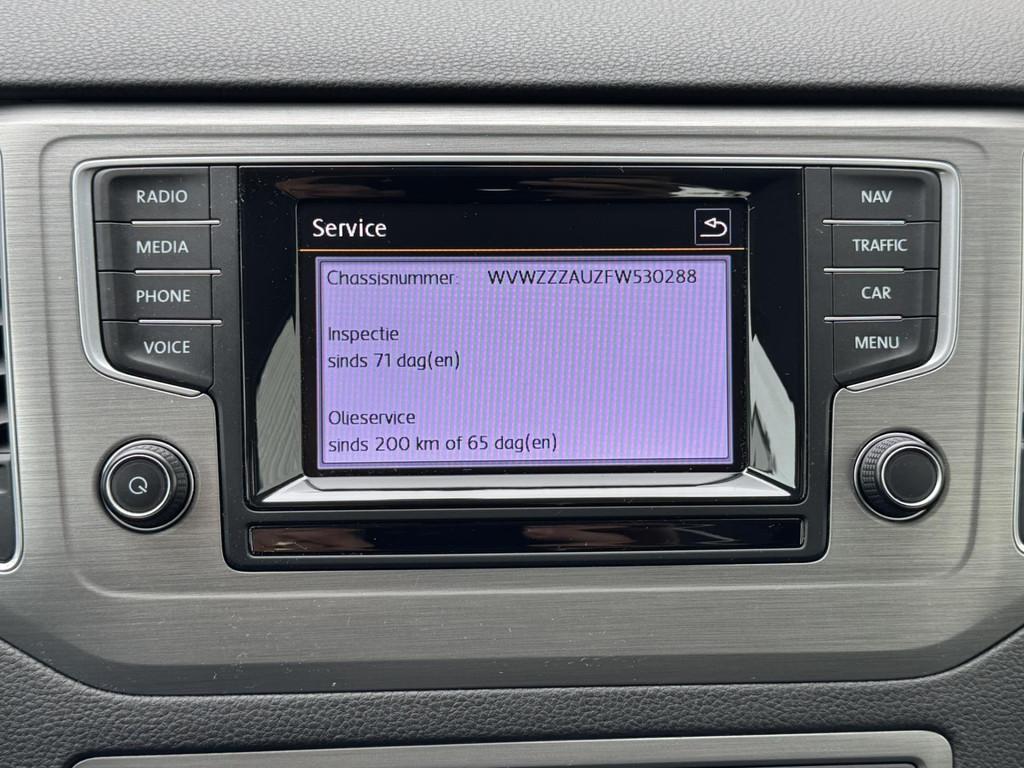 RADIO
MEDIA
PHONE
VOICE
Service
Chassisnummer: WVWZZZAUZFW530288
Inspectie
sinds 71 dag(en)
Olieservice
sinds 200 km of 65 dag(en)
NAV
TRAFFIC
CAR
MENU